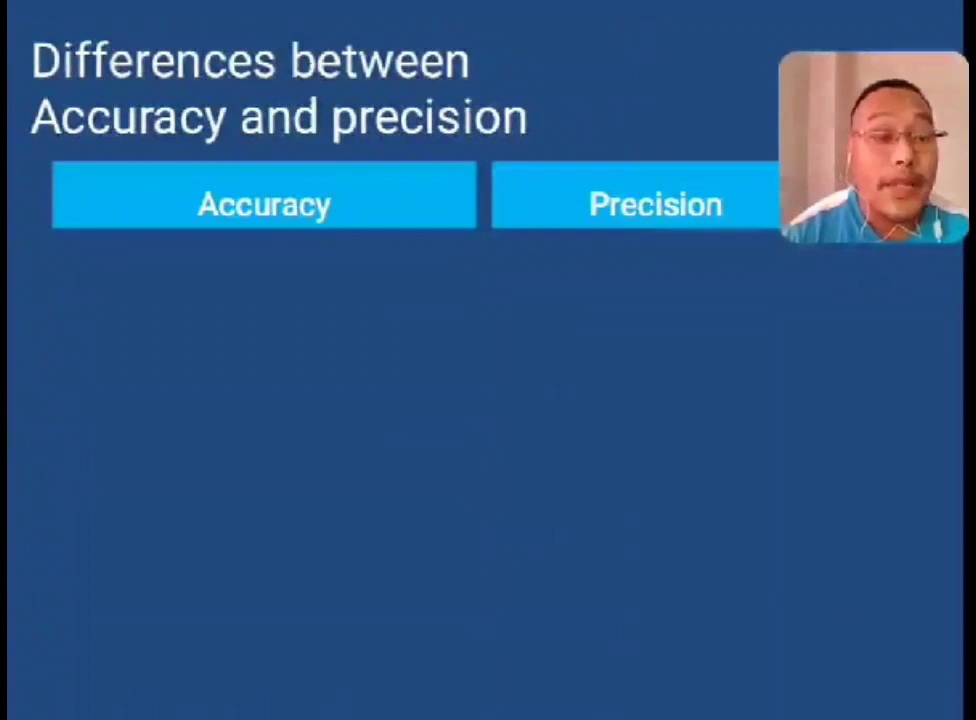 Differences between
Accuracy and precision
Accuracy
Precision